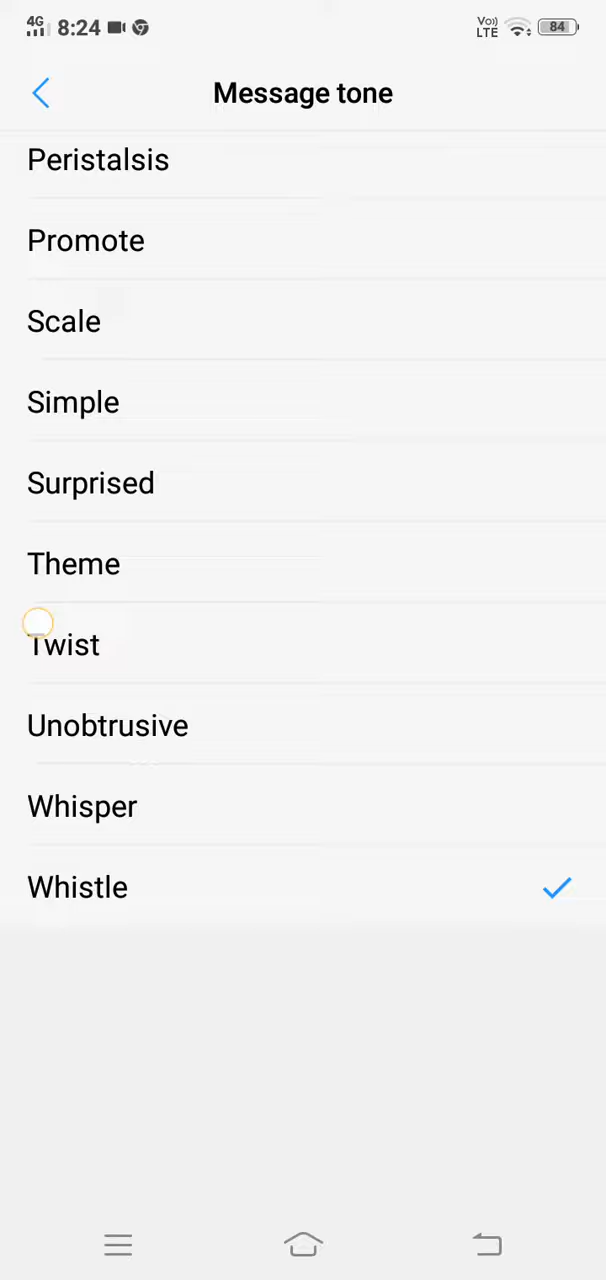 4G 8:24 Vo) LTE 84
Message tone
Peristalsis
Promote
Scale
Simple
Surprised
Theme
Twist
Unobtrusive
Whisper
Whistle